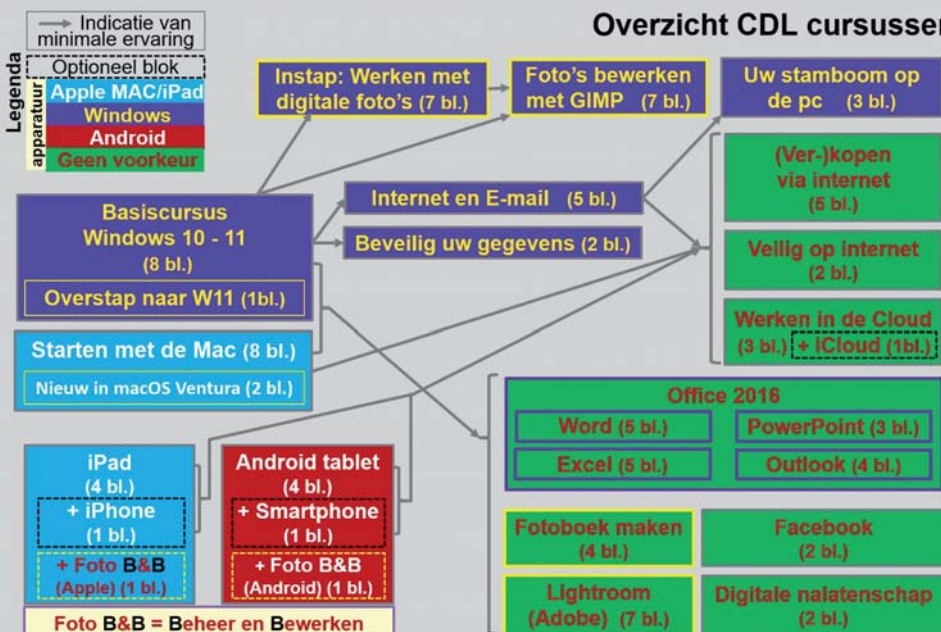 Overzicht CDL cursussen
Legenda
apparatuur
Indicatie van
minimale ervaring
Optioneel blok
Apple MAC/iPad
Windows
Android
Geen voorkeur
Instap: Werken met
digitale foto's (7 bl.)
Foto's bewerken
met GIMP (7 bl.)
Uw stamboom op
de pc (3 bl.)
Basiscursus
Windows 10 - 11
(8 bl.)
Overstap naar W11 (1bl.)
Internet en E-mail (5 bl.)
Beveilig uw gegevens (2 bl.)
(Ver-)kopen
via internet
(5 bl.)
Veilig op internet
(2 bl.)
Werken in de Cloud
(3 bl.) + iCloud (1bl.)
Starten met de Mac (8 bl.)
Nieuw in macOS Ventura (2 bl.)
Office 2016
Word (5 bl.)
PowerPoint (3 bl.)
Excel (5 bl.)
Outlook (4 bl.)
iPad
(4 bl.)
+ iPhone
(1 bl.)
+ Foto B&B
(Apple) (1 bl.)
Android tablet
(4 bl.)
+ Smartphone
(1 bl.)
+ Foto B&B
(Android) (1 bl.)
Foto B&B = Beheer en Bewerken
Fotoboek maken
(4 bl.)
Facebook
(2 bl.)
Lightroom
(Adobe) (7 bl.)
Digitale nalatenschap
(2 bl.)